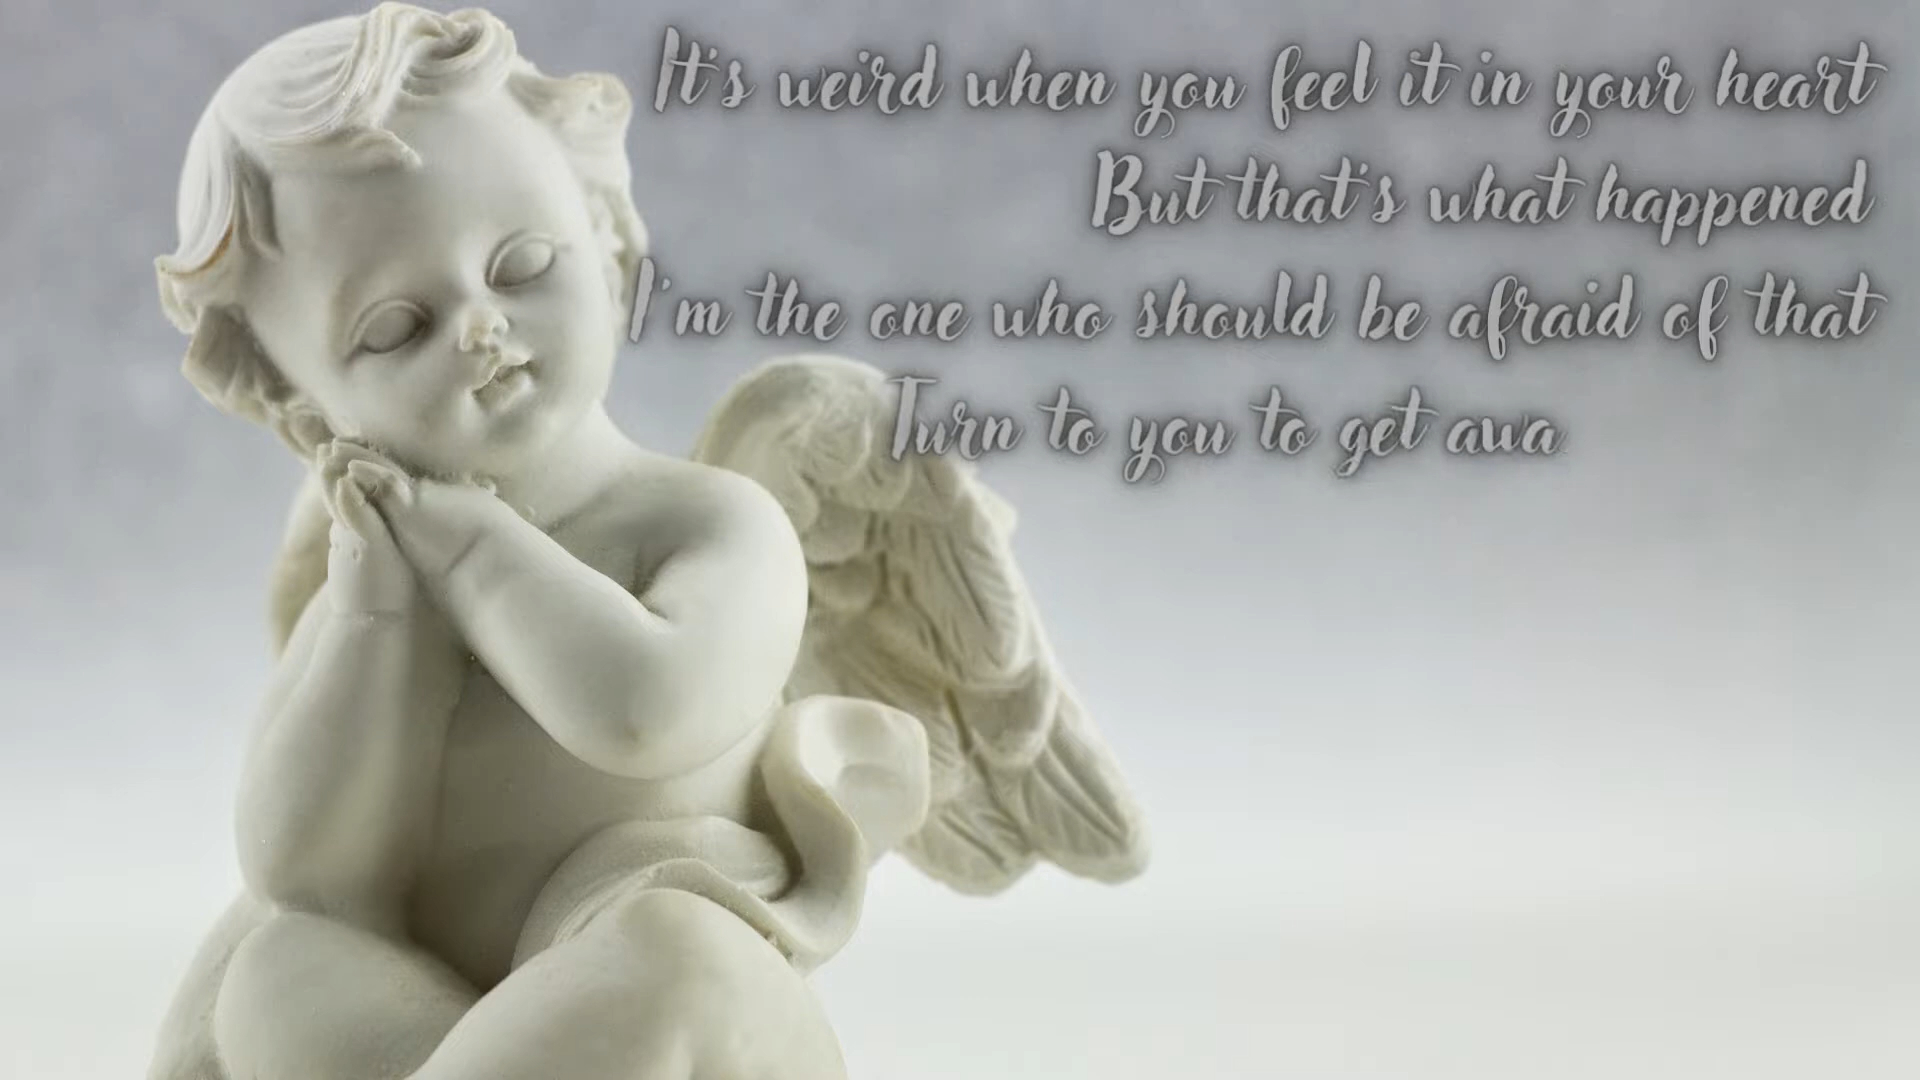 It's weird when you feel it in your heart
But that's what happened
I'm the one who should be afraid of that
Turn to you to get awa